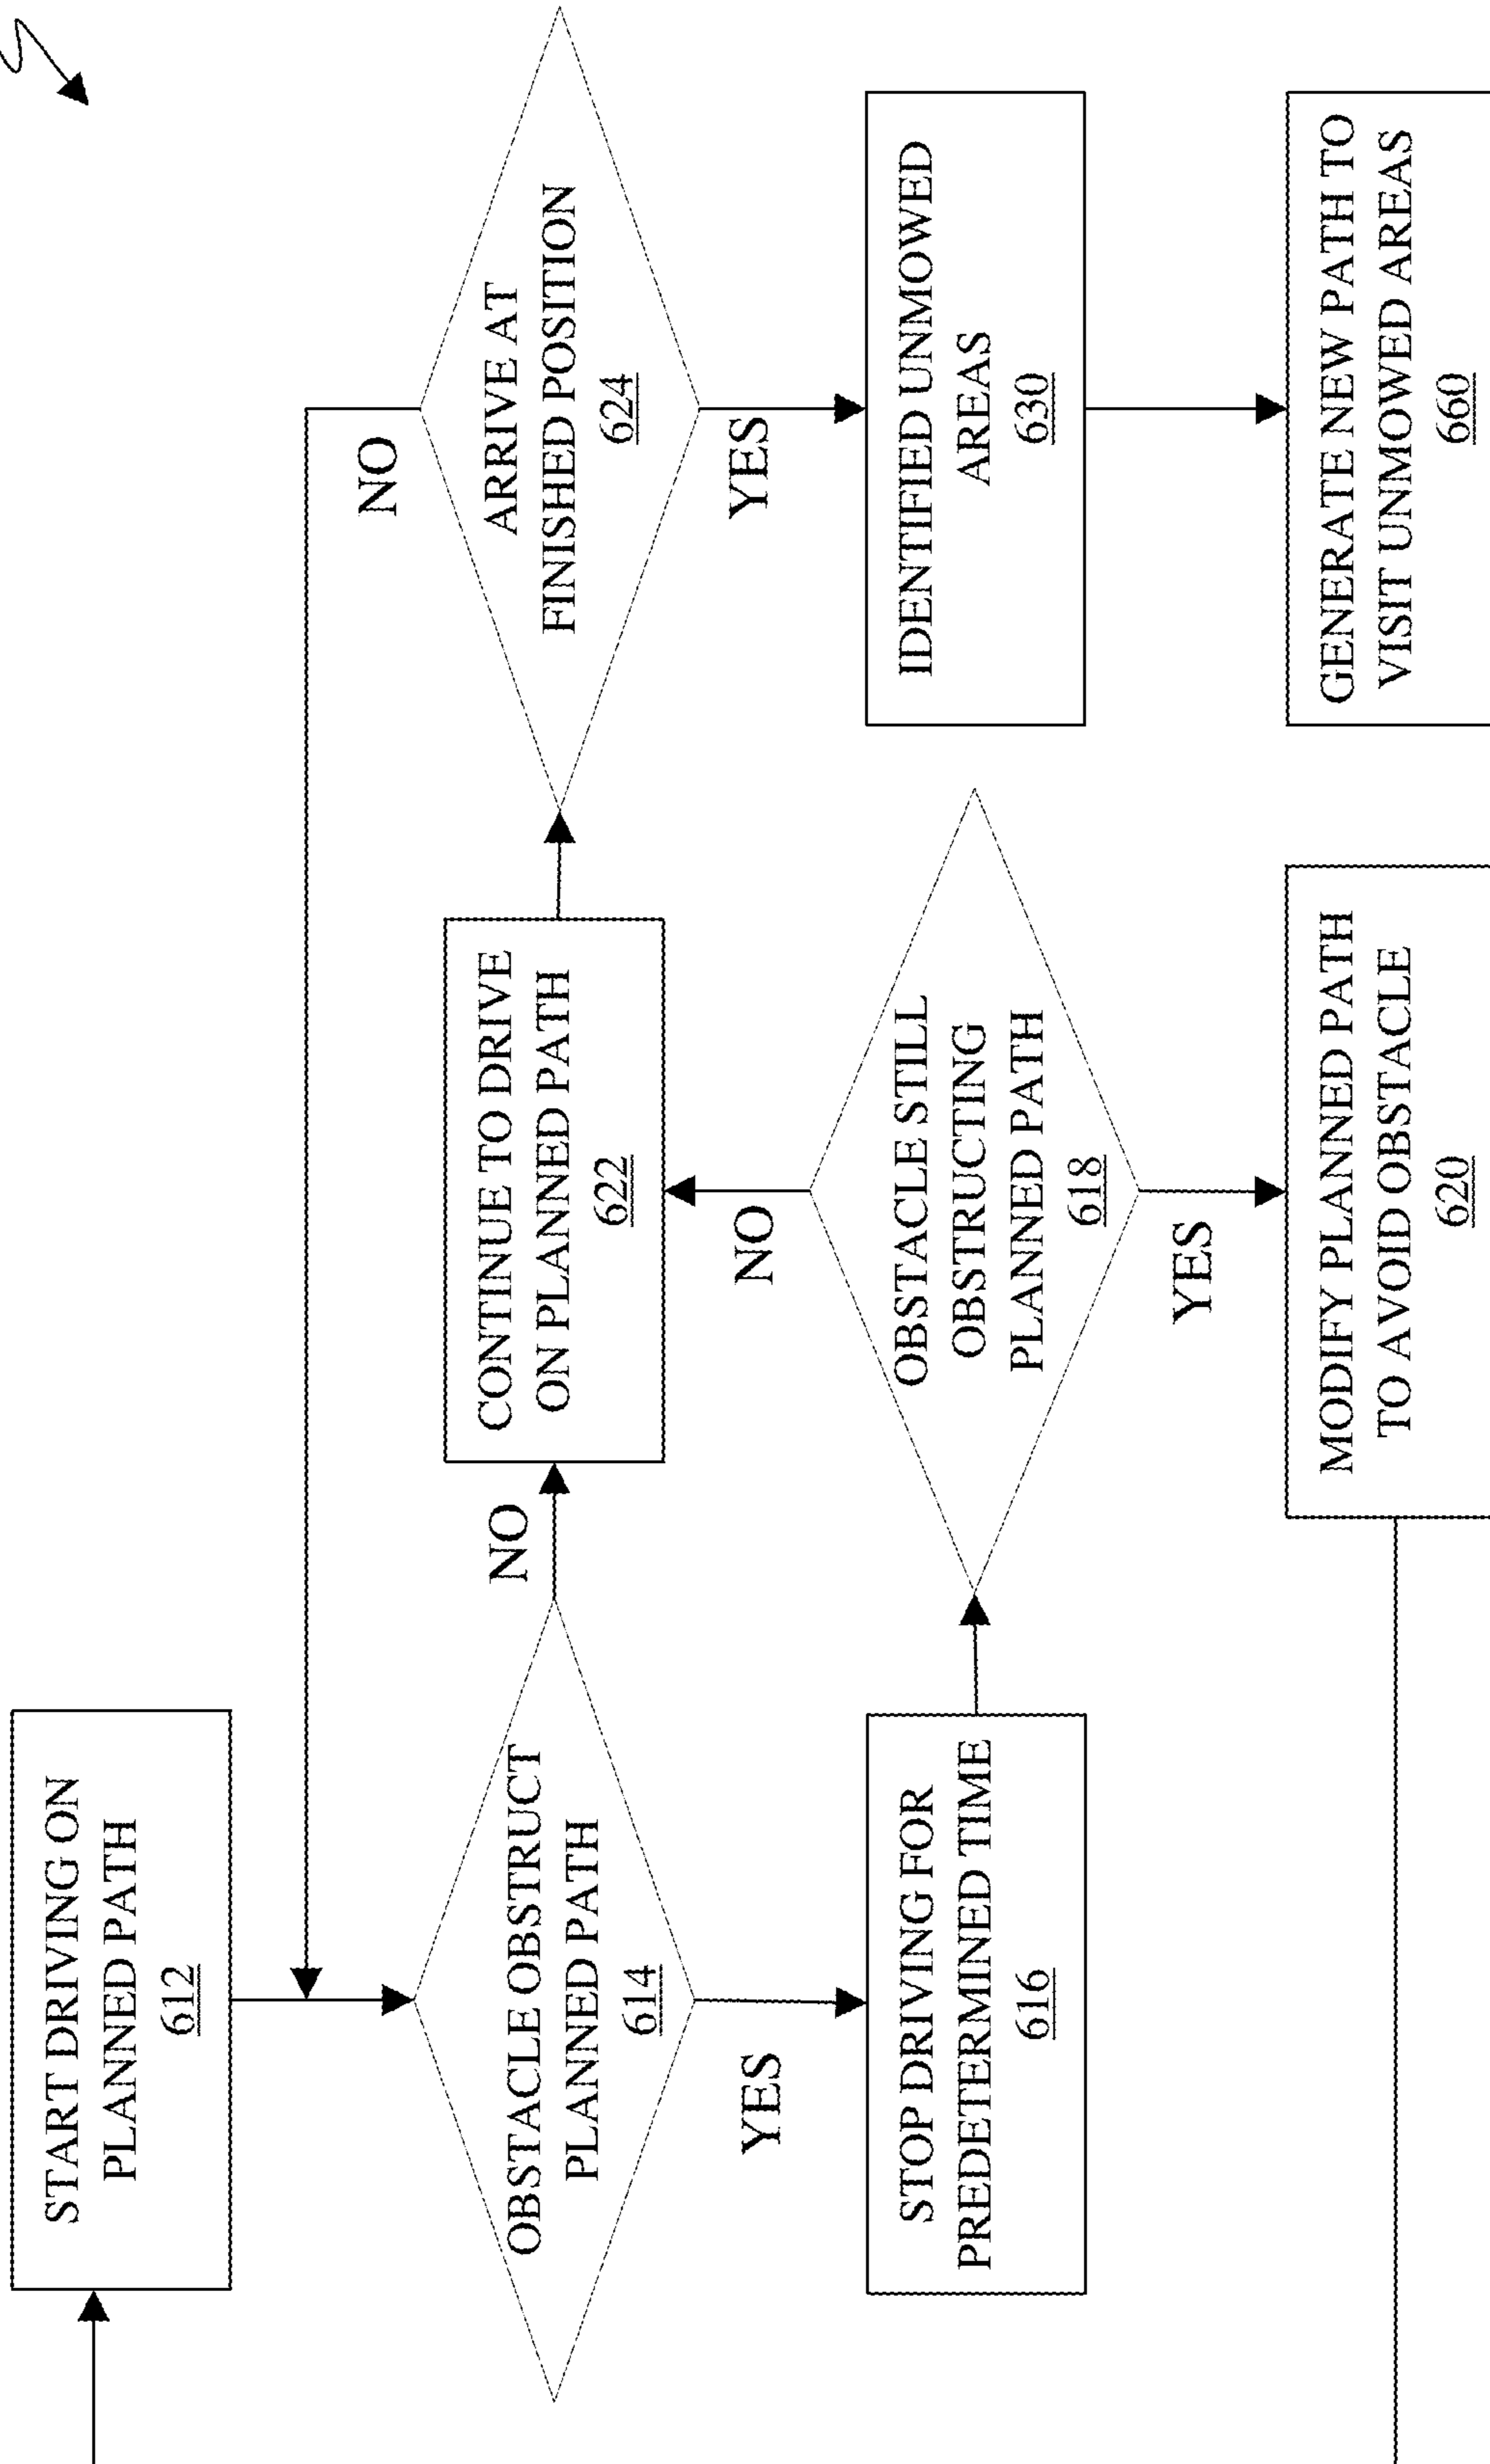 START DRIVING ON
PLANNED PATH
612
OBSTACLE OBSTRUCT
PLANNED PATH
614
NO
YES
STOP DRIVING FOR
PREDETERMINED TIME
616
CONTINUE TO DRIVE
ON PLANNED PATH
622
NO
OBSTACLE STILL
OBSTRUCTING
PLANNED PATH
618
YES
MODIFY PLANNED PATH
TO AVOID OBSTACLE
620
NO
ARRIVE AT
FINISHED POSITION
624
YES
IDENTIFIED UNMOWED
AREAS
630
GENERATE NEW PATH TO
VISIT UNMOWED AREAS
660